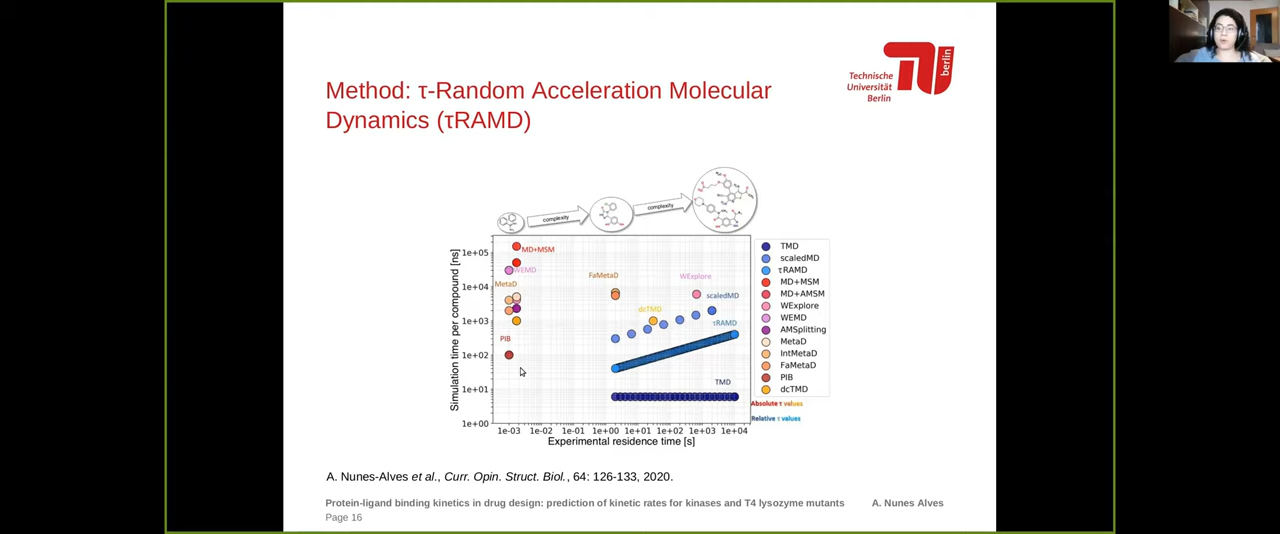 Method: τ-Random Acceleration Molecular
Dynamics (τRAMD)
Technische
Universität
Berlin
berlin
complexity
complexity
Simulation time per compound [ns]
1e+05
1e+04
1e+03
1e+02
1e+01
1e+00
MD+MSM
WEMD
MetaD
PIB
FaMetaD
dcTMD
WExplore
scaledMD
τRAMD
TMD
1e-03
1e-02
1e-01
1e+00
1e+01
1e+02
1e+03
1e+04
Experimental residence time [s]
TMD
scaledMD
τRAMD
MD+MSM
MD+AMSM
WExplore
WEMD
AMSplitting
MetaD
IntMetaD
FaMetaD
PIB
dcTMD
Absolute τ values
Relative τ values
A. Nunes-Alves et al., Curr. Opin. Struct. Biol., 64: 126-133, 2020.
Protein-ligand binding kinetics in drug design: prediction of kinetic rates for kinases and T4 lysozyme mutants A. Nunes Alves
Page 16